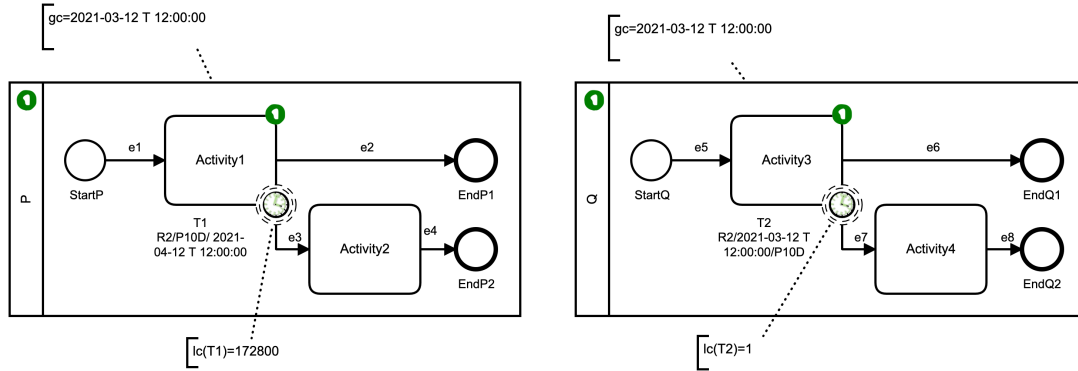 gc=2021-03-12 T 12:00:00
P
e1
e2
Activity1
StartP
EndP1
T1
R2/P10D/ 2021-
04-12 T 12:00:00
e3
e4
Activity2
EndP2
lc(T1)=172800
gc=2021-03-12 T 12:00:00
Q
e5
e6
Activity3
StartQ
EndQ1
T2
R2/2021-03-12 T
12:00:00/P10D
e7
e8
Activity4
EndQ2
lc(T2)=1